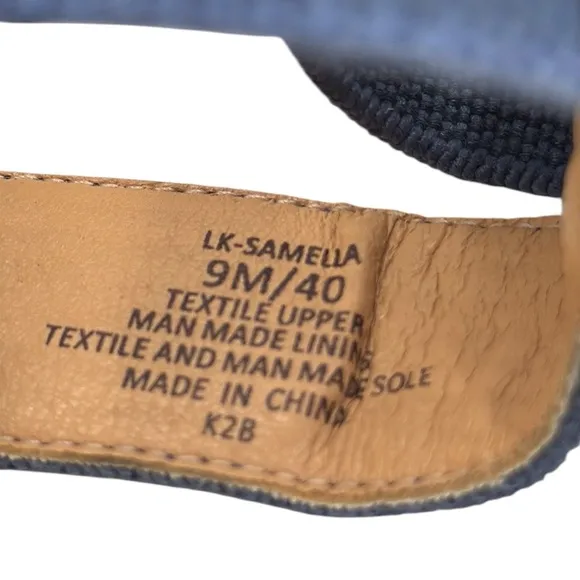 LK-SAMELLA
9M/40
TEXTILE UPPER
MAN MADE LINING
TEXTILE AND MAN MADE SOLE
MADE IN CHINA
K2B